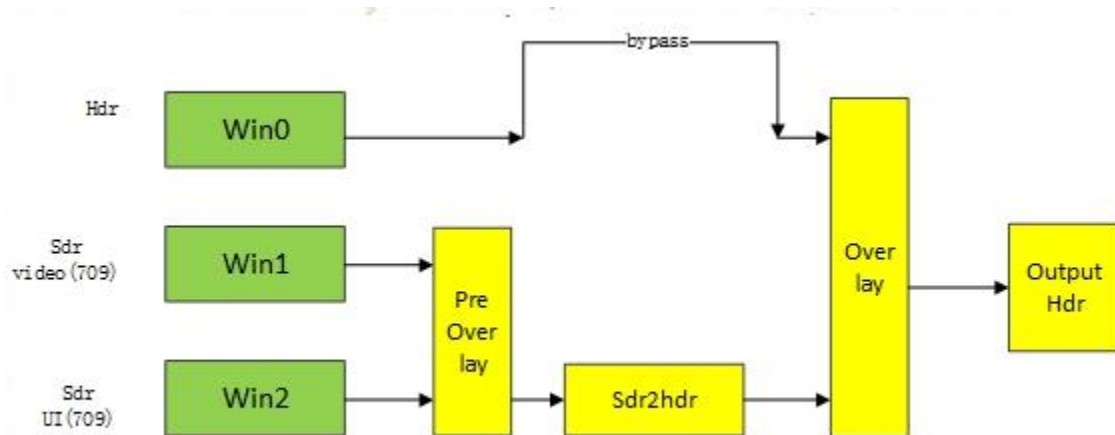 bypass
Hdr
Win0
Sdr
video(709)
Win1
Pre
Over
lay
Over
lay
Output
Hdr
Sdr
UI(709)
Win2
Sdr2hdr